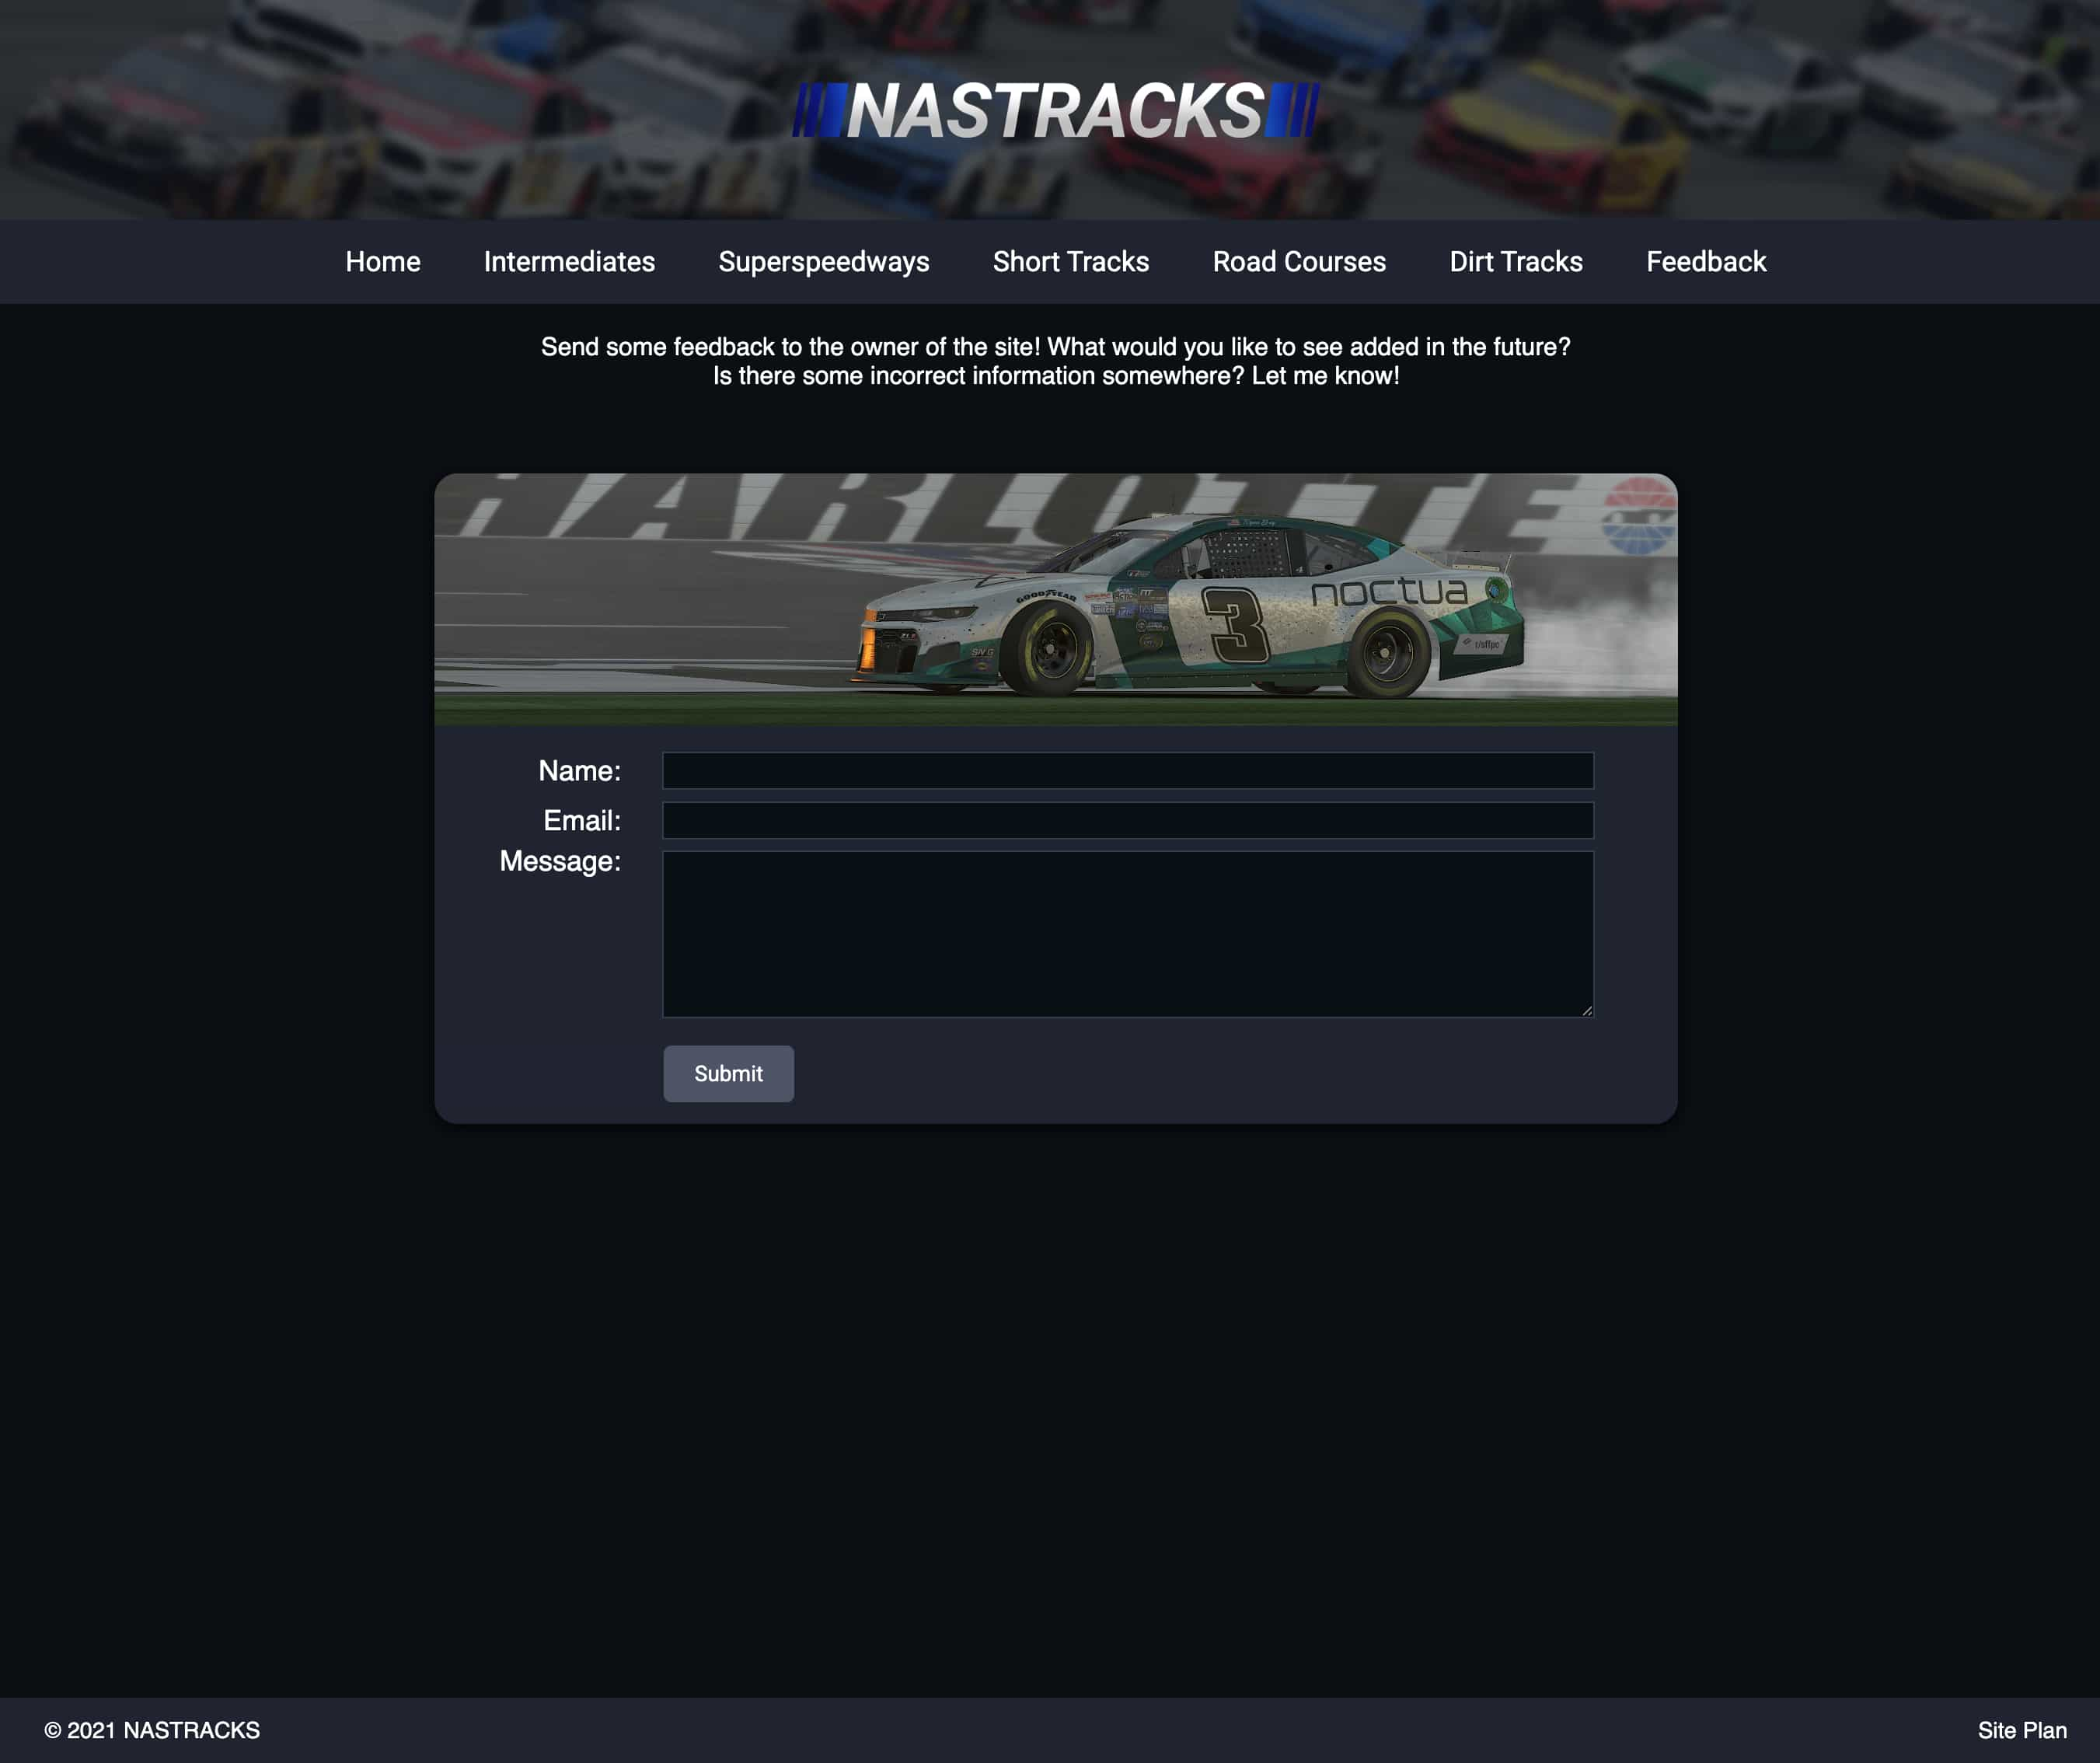 NASTRACKS
Home Intermediates Superspeedways Short Tracks Road Courses Dirt Tracks Feedback
Send some feedback to the owner of the site! What would you like to see added in the future?
Is there some incorrect information somewhere? Let me know!
HARLOTTE
GOODYEAR
noctua
3
r/sffpc
Name:
Email:
Message:
Submit
© 2021 NASTRACKS
Site Plan